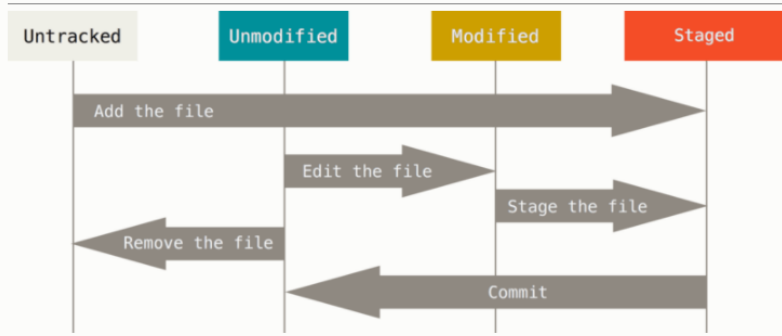 Untracked
Unmodified
Modified
Staged
Add the file
Edit the file
Stage the file
Remove the file
Commit